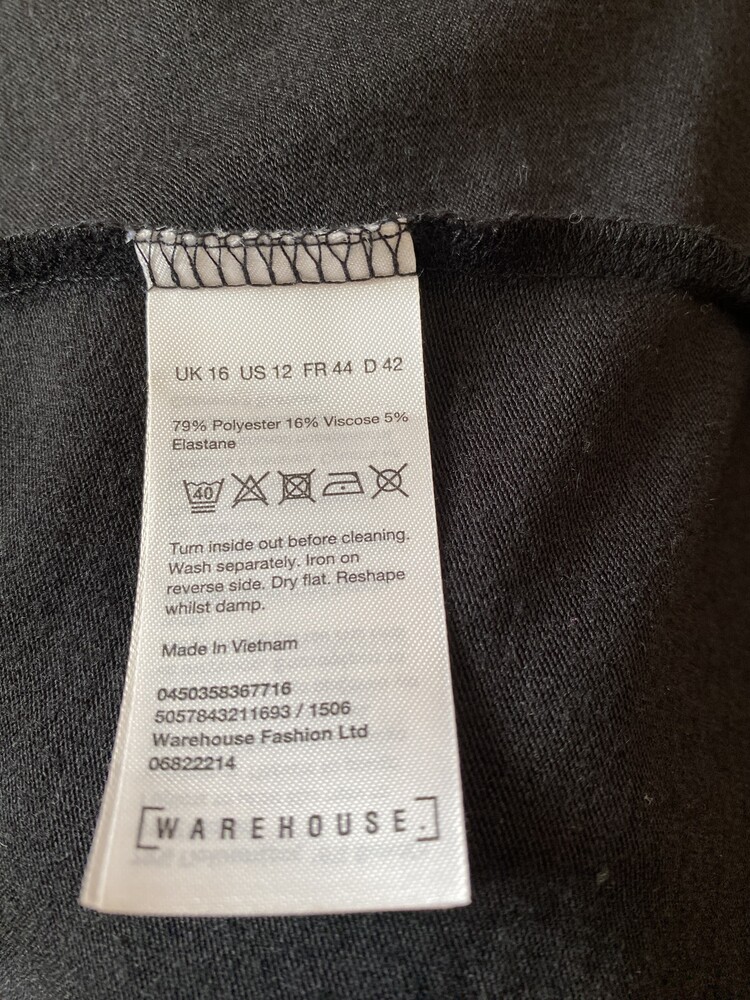 UK 16 US 12 FR 44 D 42
79% Polyester 16% Viscose 5%
Elastane
40
Turn inside out before cleaning.
Wash separately. Iron on
reverse side. Dry flat. Reshape
whilst damp.
Made In Vietnam
0450358367716
5057843211693 / 1506
Warehouse Fashion Ltd
06822214
[WAREHOUSE.]